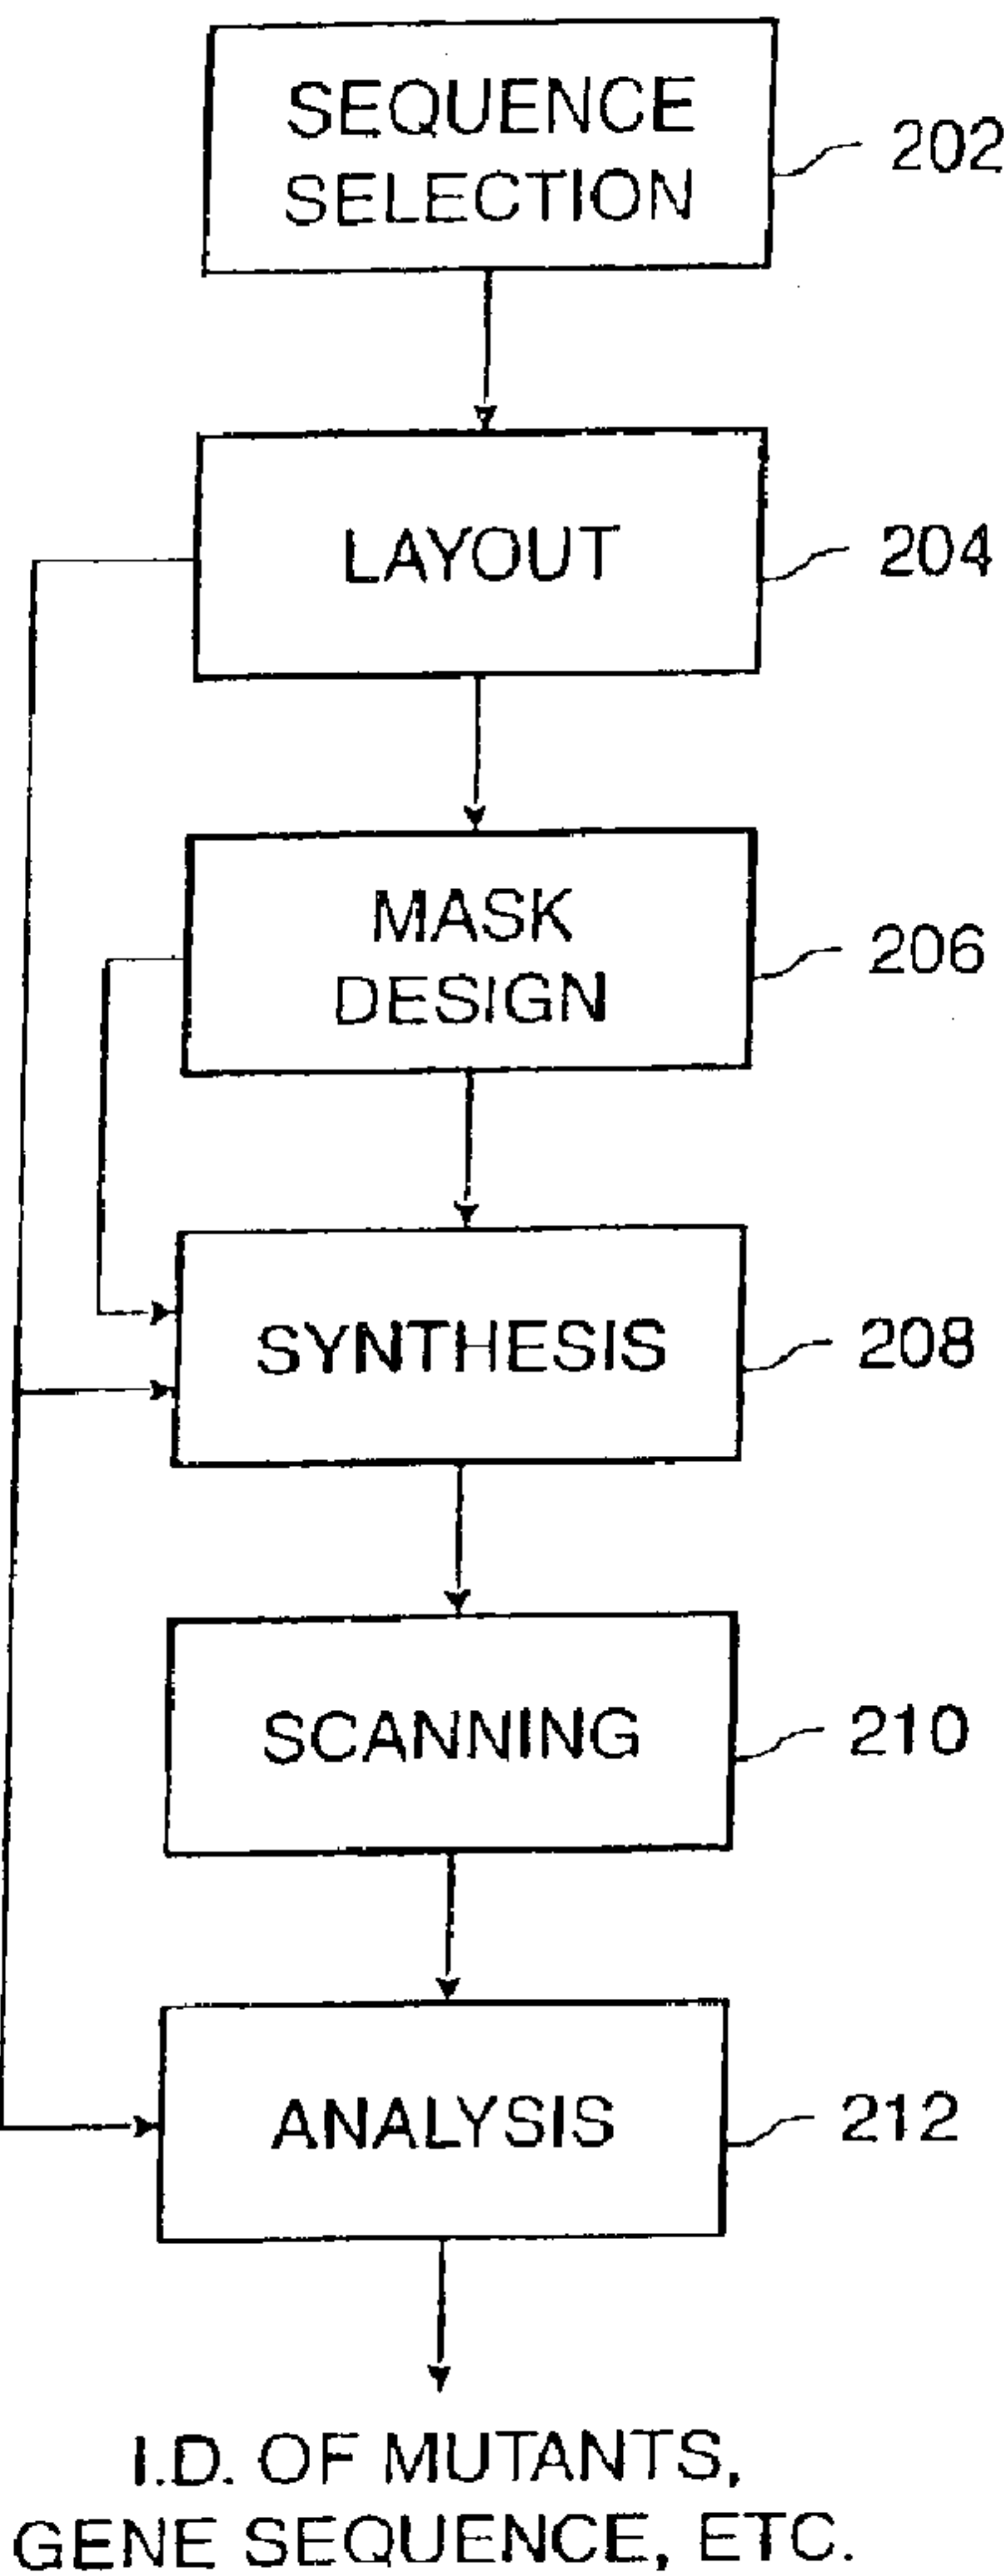 SEQUENCE
SELECTION
202
LAYOUT
204
MASK
DESIGN
206
SYNTHESIS
208
SCANNING
210
ANALYSIS
212
I.D. OF MUTANTS,
GENE SEQUENCE, ETC.